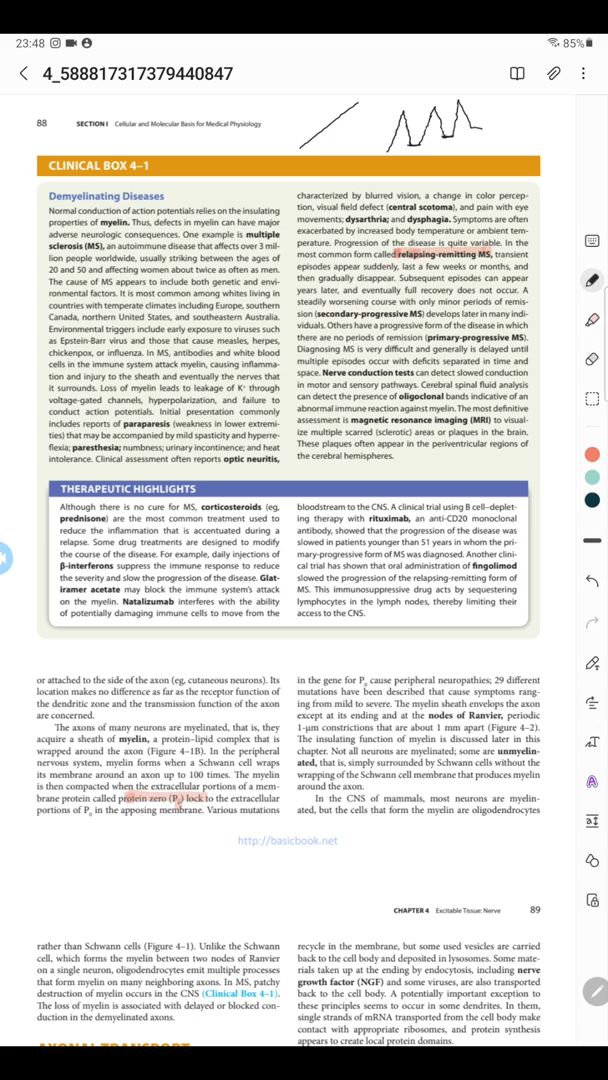 23:48
85%
4_588817317379440847
88 SECTION I Cellular and Molecular Basis for Medical Physiology
CLINICAL BOX 4–1
Demyelinating Diseases
Normal conduction of action potentials relies on the insulating
properties of myelin. Thus, defects in myelin can have major
adverse neurologic consequences. One example is multiple
sclerosis (MS), an autoimmune disease that affects over 3 mil-
lion people worldwide, usually striking between the ages of
20 and 50 and affecting women about twice as often as men.
The cause of MS appears to include both genetic and envi-
ronmental factors. It is most common among whites living in
countries with temperate climates including Europe, southern
Canada, northern United States, and southeastern Australia.
Environmental triggers include early exposure to viruses such
as Epstein-Barr virus and those that cause measles, herpes,
chickenpox, or influenza. In MS, antibodies and white blood
cells in the immune system attack myelin, causing inflamma-
tion and injury to the sheath and eventually the nerves that
it surrounds. Loss of myelin leads to leakage of K+ through
voltage-gated channels, hyperpolarization, and failure to
conduct action potentials. Initial presentation commonly
includes reports of paraparesis (weakness in lower extremi-
ties) that may be accompanied by mild spasticity and hyperre-
flexia; paresthesia; numbness; urinary incontinence; and heat
intolerance. Clinical assessment often reports optic neuritis,
characterized by blurred vision, a change in color percep-
tion, visual field defect (central scotoma), and pain with eye
movements; dysarthria; and dysphagia. Symptoms are often
exacerbated by increased body temperature or ambient tem-
perature. Progression of the disease is quite variable. In the
most common form called relapsing-remitting MS, transient
episodes appear suddenly, last a few weeks or months, and
then gradually disappear. Subsequent episodes can appear
years later, and eventually full recovery does not occur. A
steadily worsening course with only minor periods of remis-
sion (secondary-progressive MS) develops later in many indi-
viduals. Others have a progressive form of the disease in which
there are no periods of remission (primary-progressive MS).
Diagnosing MS is very difficult and generally is delayed until
multiple episodes occur with deficits separated in time and
space. Nerve conduction tests can detect slowed conduction
in motor and sensory pathways. Cerebral spinal fluid analysis
can detect the presence of oligoclonal bands indicative of an
abnormal immune reaction against myelin. The most definitive
assessment is magnetic resonance imaging (MRI) to visual-
ize multiple scarred (sclerotic) areas or plaques in the brain.
These plaques often appear in the periventricular regions of
the cerebral hemispheres.
THERAPEUTIC HIGHLIGHTS
Although there is no cure for MS, corticosteroids (eg,
prednisone) are the most common treatment used to
reduce the inflammation that is accentuated during a
relapse. Some drug treatments are designed to modify
the course of the disease. For example, daily injections of
β-interferons suppress the immune response to reduce
the severity and slow the progression of the disease. Glat-
iramer acetate may block the immune system's attack
on the myelin. Natalizumab interferes with the ability
of potentially damaging immune cells to move from the
bloodstream to the CNS. A clinical trial using B cell–deplet-
ing therapy with rituximab, an anti-CD20 monoclonal
antibody, showed that the progression of the disease was
slowed in patients younger than 51 years in whom the pri-
mary-progressive form of MS was diagnosed. Another clini-
cal trial has shown that oral administration of fingolimod
slowed the progression of the relapsing-remitting form of
MS. This immunosuppressive drug acts by sequestering
lymphocytes in the lymph nodes, thereby limiting their
access to the CNS.
or attached to the side of the axon (eg, cutaneous neurons). Its
location makes no difference as far as the receptor function of
the dendritic zone and the transmission function of the axon
are concerned.
The axons of many neurons are myelinated, that is, they
acquire a sheath of myelin, a protein–lipid complex that is
wrapped around the axon (Figure 4–1B). In the peripheral
nervous system, myelin forms when a Schwann cell wraps
its membrane around an axon up to 100 times. The myelin
is then compacted when the extracellular portions of a mem-
brane protein called protein zero (P0) lock to the extracellular
portions of P0 in the apposing membrane. Various mutations
in the gene for P0 cause peripheral neuropathies; 29 different
mutations have been described that cause symptoms rang-
ing from mild to severe. The myelin sheath envelops the axon
except at its ending and at the nodes of Ranvier, periodic
1-μm constrictions that are about 1 mm apart (Figure 4–2).
The insulating function of myelin is discussed later in this
chapter. Not all neurons are myelinated; some are unmyelin-
ated, that is, simply surrounded by Schwann cells without the
wrapping of the Schwann cell membrane that produces myelin
around the axon.
In the CNS of mammals, most neurons are myelin-
ated, but the cells that form the myelin are oligodendrocytes
http://basicbook.net
CHAPTER 4 Excitable Tissue: Nerve 89
rather than Schwann cells (Figure 4–1). Unlike the Schwann
cell, which forms the myelin between two nodes of Ranvier
on a single neuron, oligodendrocytes emit multiple processes
that form myelin on many neighboring axons. In MS, patchy
destruction of myelin occurs in the CNS (Clinical Box 4–1).
The loss of myelin is associated with delayed or blocked con-
duction in the demyelinated axons.
AXONAL TRANSPORT
recycle in the membrane, but some used vesicles are carried
back to the cell body and deposited in lysosomes. Some mate-
rials taken up at the ending by endocytosis, including nerve
growth factor (NGF) and some viruses, are also transported
back to the cell body. A potentially important exception to
these principles seems to occur in some dendrites. In them,
single strands of mRNA transported from the cell body make
contact with appropriate ribosomes, and protein synthesis
appears to create local protein domains.